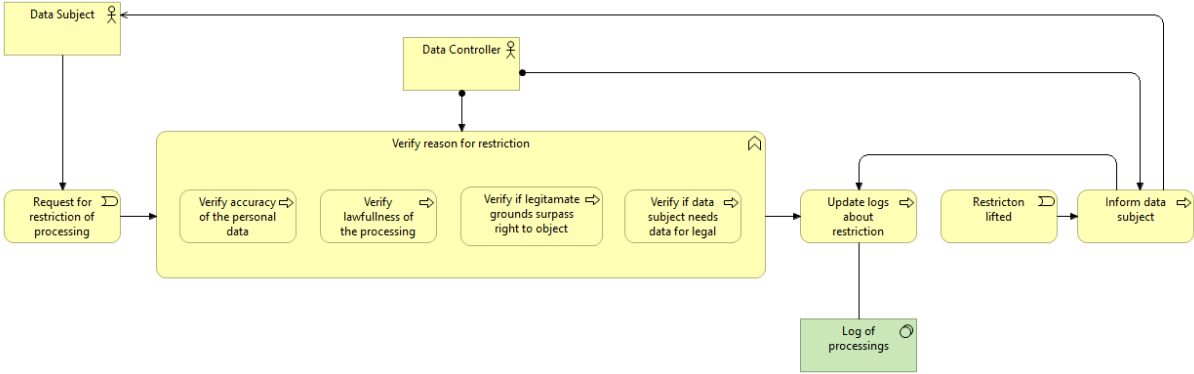 Data Subject
Data Controller
Verify reason for restriction
Request for
restriction of
processing
Verify accuracy
of the personal
data
Verify
lawfullness of
the processing
Verify if legitamate
grounds surpass
right to object
Verify if data
subject needs
data for legal
Update logs
about
restriction
Restricton
lifted
Inform data
subject
Log of
processings